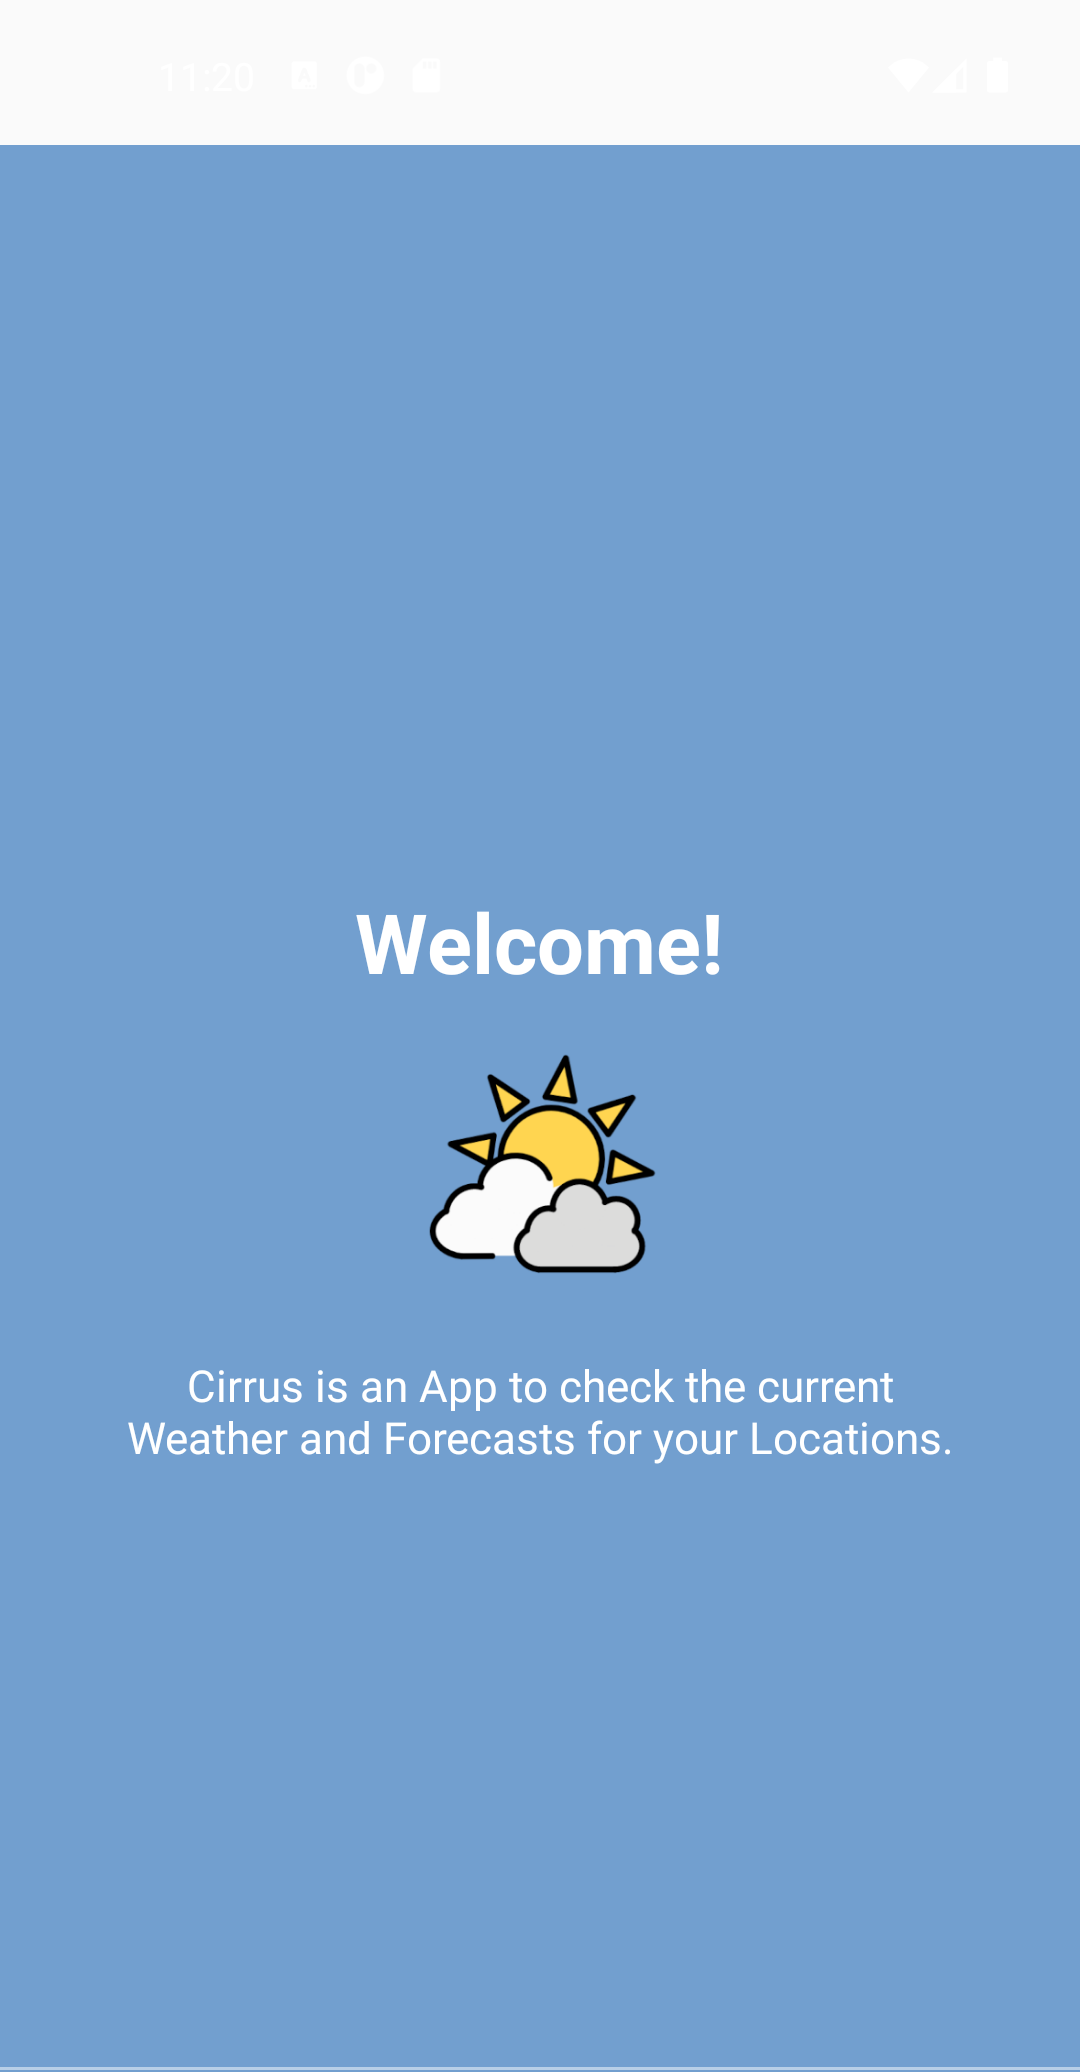 11:20
Welcome!
Cirrus is an App to check the current
Weather and Forecasts for your Locations.